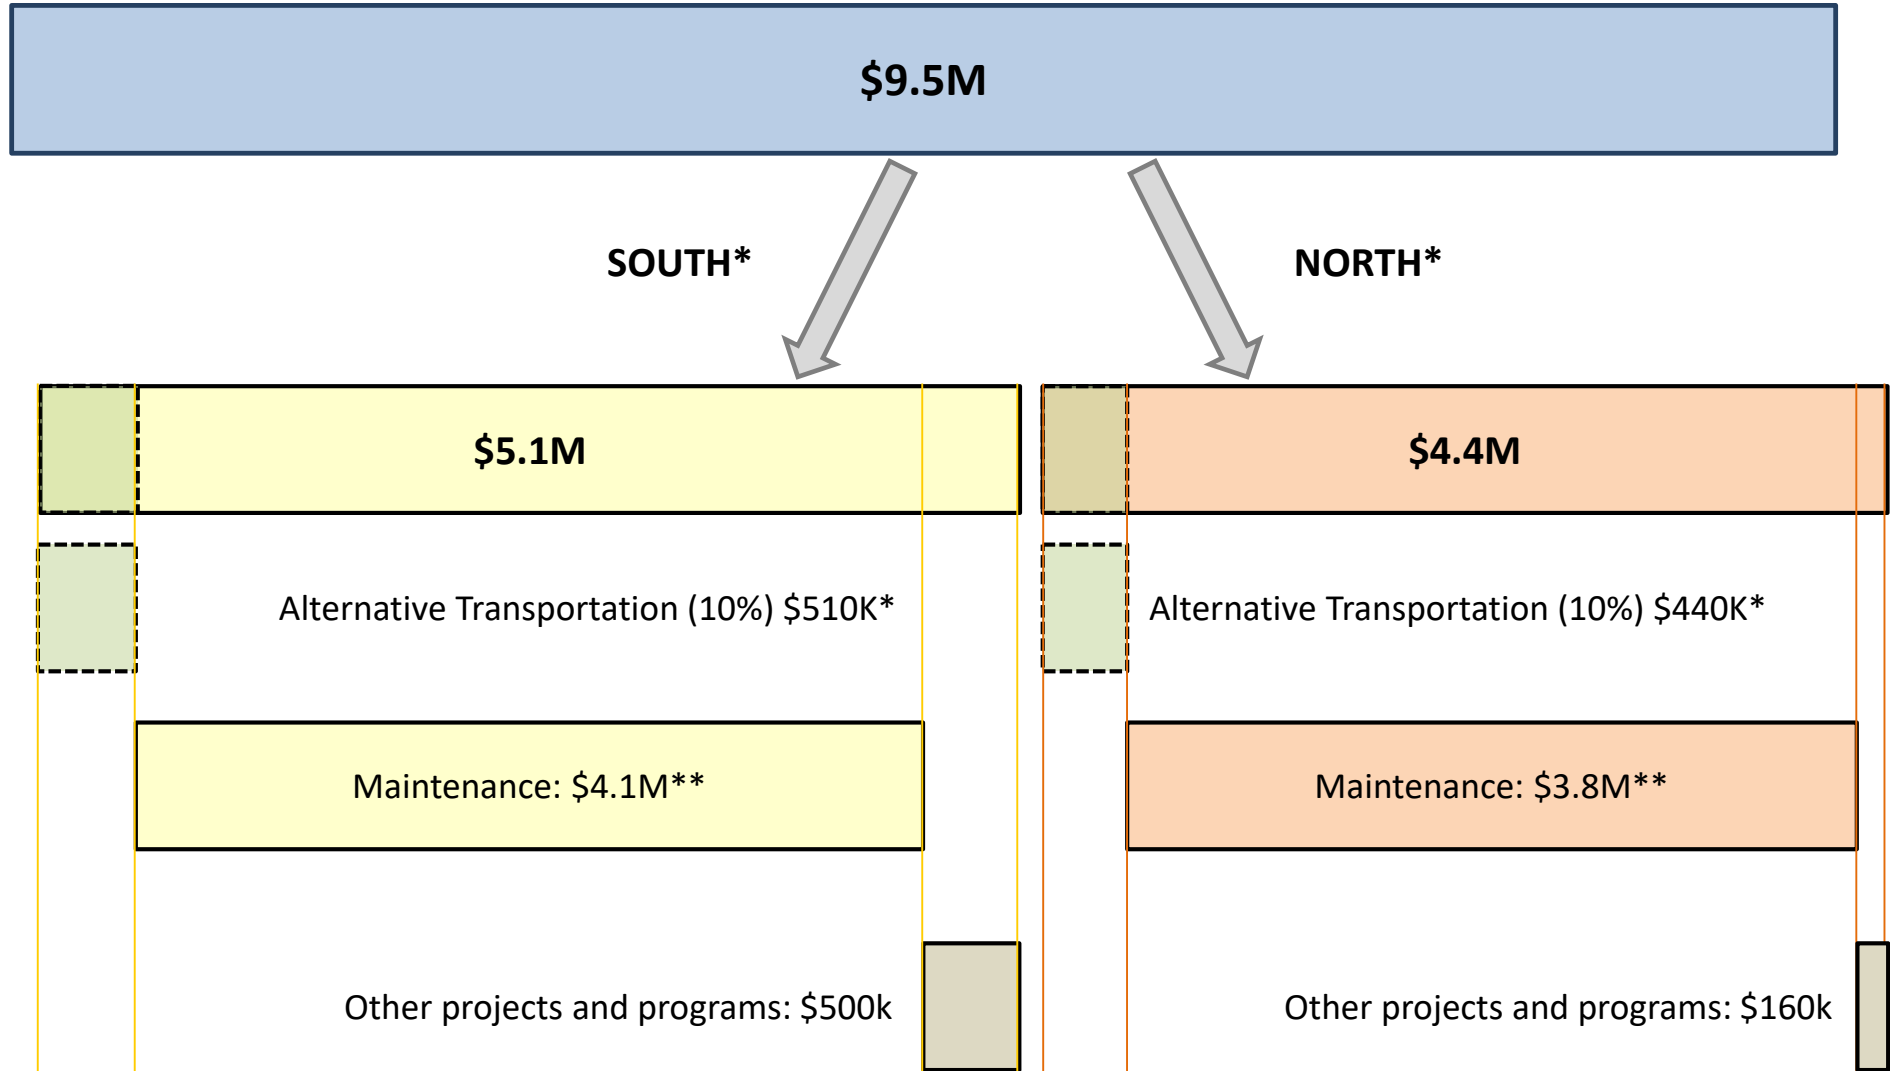 $9.5M
SOUTH*
NORTH*
$5.1M
$4.4M
Alternative Transportation (10%) $510K*
Alternative Transportation (10%) $440K*
Maintenance: $4.1M**
Maintenance: $3.8M**
Other projects and programs: $500k
Other projects and programs: $160k